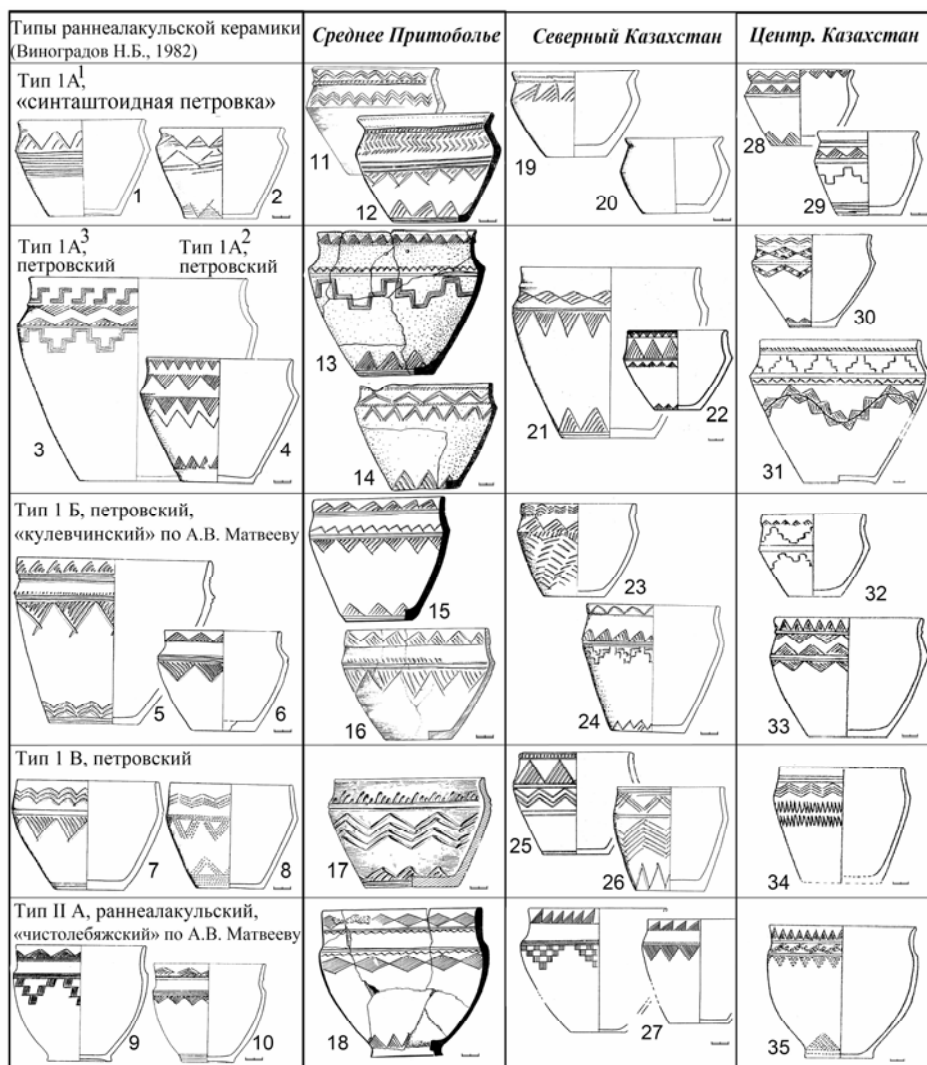 Типы раннеалакульской керамики
(Виноградов Н.Б., 1982)
Среднее Притоболье
Северный Казахстан
Центр. Казахстан
Тип 1А¹,
«синташтоидная петровка»
1
2
11
12
19
20
28
29
Тип 1А³,
петровский
Тип 1А²,
петровский
3
4
13
14
21
22
30
31
Тип 1 Б, петровский,
«кулевчинский» по А.В. Матвееву
5
6
15
16
23
24
32
33
Тип 1 В, петровский
7
8
17
25
26
34
Тип II А, раннеалакульский,
«чистолебяжский» по А.В. Матвееву
9
10
18
27
35